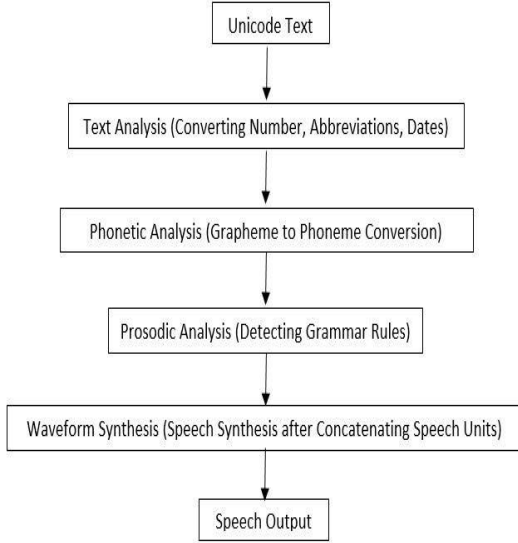 Unicode Text
Text Analysis (Converting Number, Abbreviations, Dates)
Phonetic Analysis (Grapheme to Phoneme Conversion)
Prosodic Analysis (Detecting Grammar Rules)
Waveform Synthesis (Speech Synthesis after Concatenating Speech Units)
Speech Output